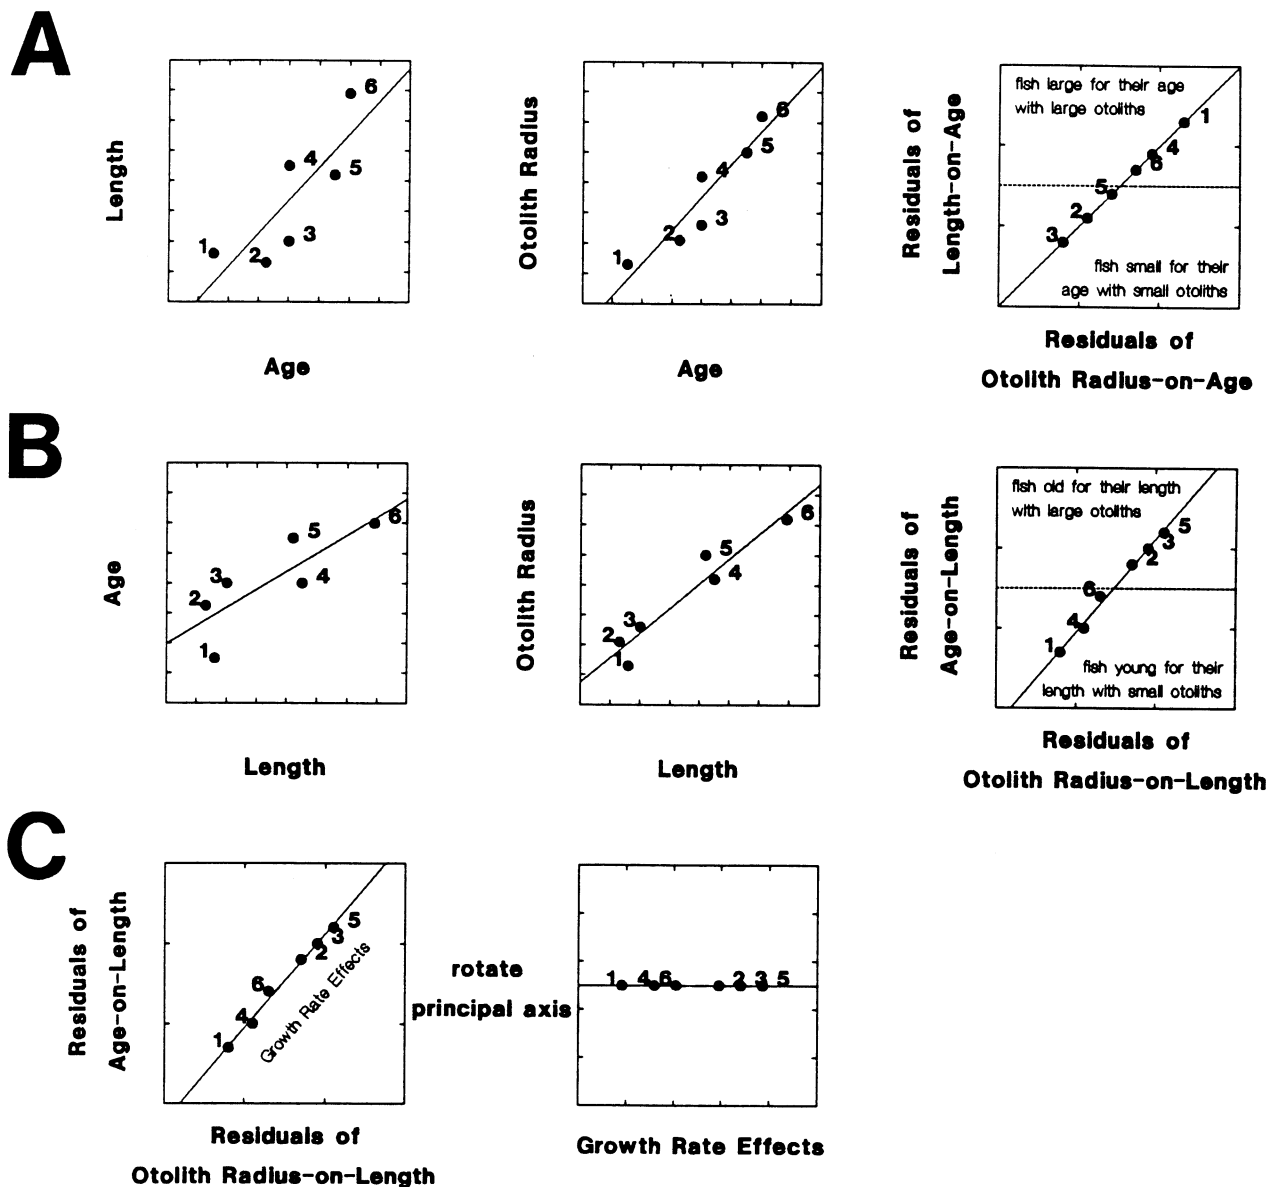 A
Length
1
2
3
4
5
6
Age
Otolith Radius
1
2
3
4
5
6
Age
Residuals of
Length-on-Age
fish large for their age
with large otoliths
1
4
6
5
2
3
fish small for their
age with small otoliths
Residuals of
Otolith Radius-on-Age
B
Age
1
2
3
4
5
6
Length
Otolith Radius
1
2
3
4
5
6
Length
Residuals of
Age-on-Length
fish old for their length
with large otoliths
5
3
2
6
4
1
fish young for their
length with small otoliths
Residuals of
Otolith Radius-on-Length
C
Residuals of
Age-on-Length
5
3
2
6
4
1
Growth Rate Effects
Residuals of
Otolith Radius-on-Length
rotate
principal axis
1 4 6 2 3 5
Growth Rate Effects